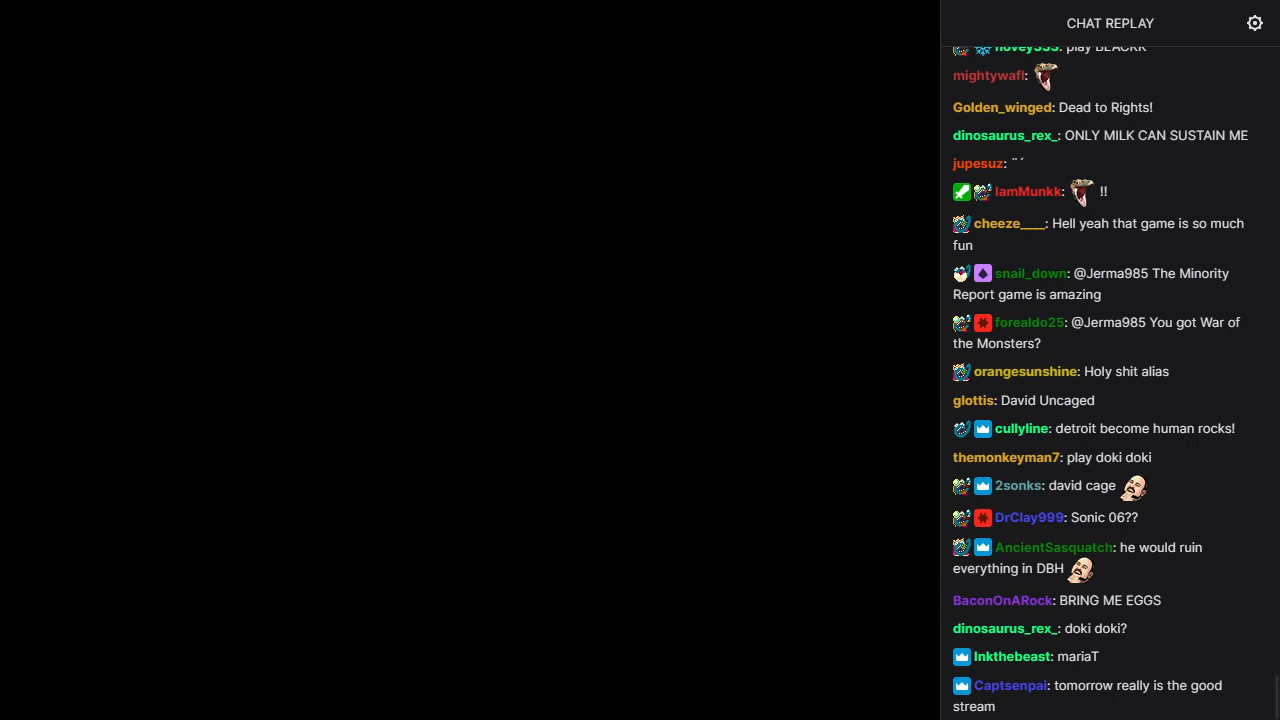 CHAT REPLAY
novey333: play BLACKK
mightywafl:
Golden_winged: Dead to Rights!
dinosaurus_rex_: ONLY MILK CAN SUSTAIN ME
jupesuz: ¨´
IamMunkk: !!
cheeze____: Hell yeah that game is so much
fun
snail_down: @Jerma985 The Minority
Report game is amazing
forealdo25: @Jerma985 You got War of
the Monsters?
orangesunshine: Holy shit alias
glottis: David Uncaged
cullyline: detroit become human rocks!
themonkeyman7: play doki doki
2sonks: david cage
DrClay999: Sonic 06??
AncientSasquatch: he would ruin
everything in DBH
BaconOnARock: BRING ME EGGS
dinosaurus_rex_: doki doki?
Inkthebeast: mariaT
Captsenpai: tomorrow really is the good
stream